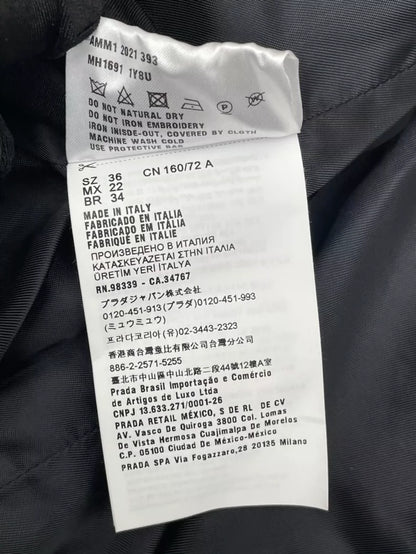 AMM1 2021 393
MH1691 1Y8U
DO NOT NATURAL DRY
DO NOT IRON EMBROIDERY
IRON INISDE-OUT, COVERED BY CLOTH
MACHINE WASH COLD
USE PROTECTIVE BAG
SZ 36 CN 160/72 A
MX 22
BR 34
MADE IN ITALY
FABRICADO EN ITALIA
FABRICADO EM ITÁLIA
FABRIQUÉ EN ITALIE
ПРОИЗВЕДЕНО В ИТАЛИЯ
ΚΑΤΑΣΚΕΥΑΖΕΤΑΙ ΣΤΗΝ ΙΤΑΛΙΑ
ÜRETİM YERİ İTALYA
RN.98339 - CA.34767
プラダジャパン株式会社
0120-451-913 (プラダ) 0120-451-993
(ミュウミュウ)
프라다코리아 (유) 02-3443-2323
香港商台灣意比有限公司台灣分公司
886-2-2571-5255
臺北市中山區中山北路二段44號12樓A
Prada Brasil Importação e Comércio
de Artigos de Luxo Ltda
CNPJ 13.633.271/0001-26
PRADA RETAIL MÉXICO, S DE RL DE CV
AV. Vasco De Quiroga 3800 Col. Lomas
De Vista Hermosa Cuajimalpa De Morelos
C.P. 05100 Ciudad De México-México
PRADA SPA Via Fogazzaro, 28 20135 Milano